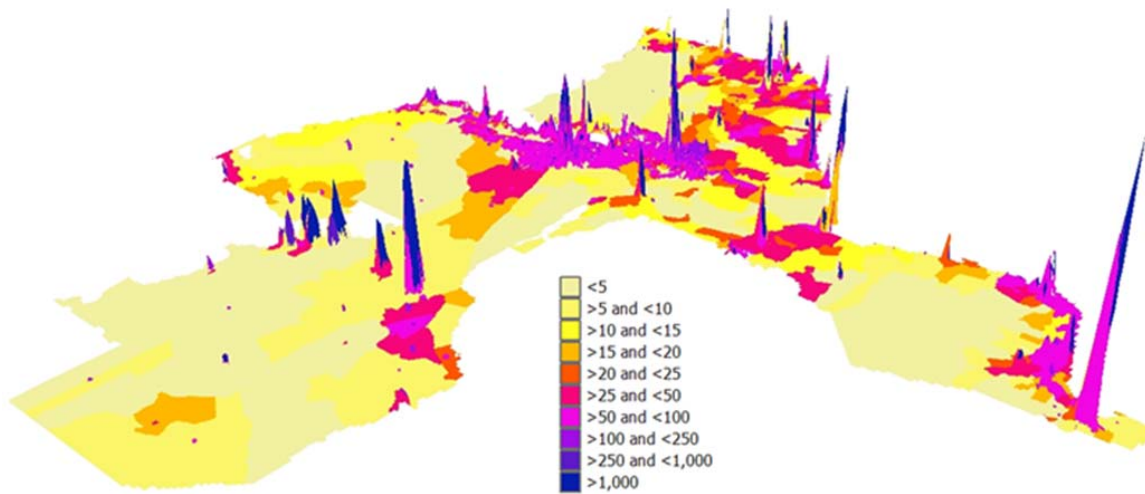 <5
>5 and <10
>10 and <15
>15 and <20
>20 and <25
>25 and <50
>50 and <100
>100 and <250
>250 and <1,000
>1,000